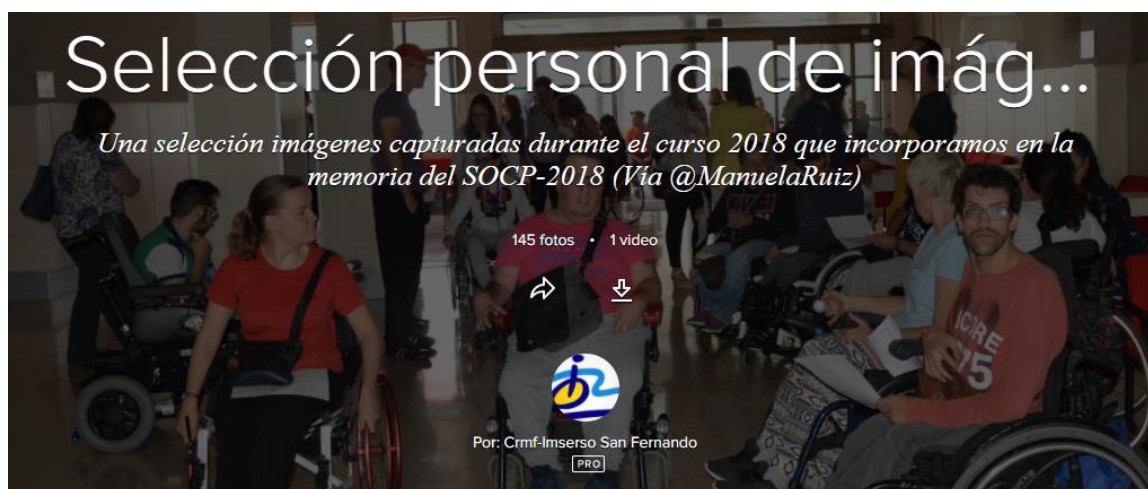 Selección personal de imág...
Una selección imágenes capturadas durante el curso 2018 que incorporamos en la
memoria del SOCP-2018 (Vía @ManuelaRuiz)
145 fotos • 1 video
Por: Crmf-Imserso San Fernando
PRO